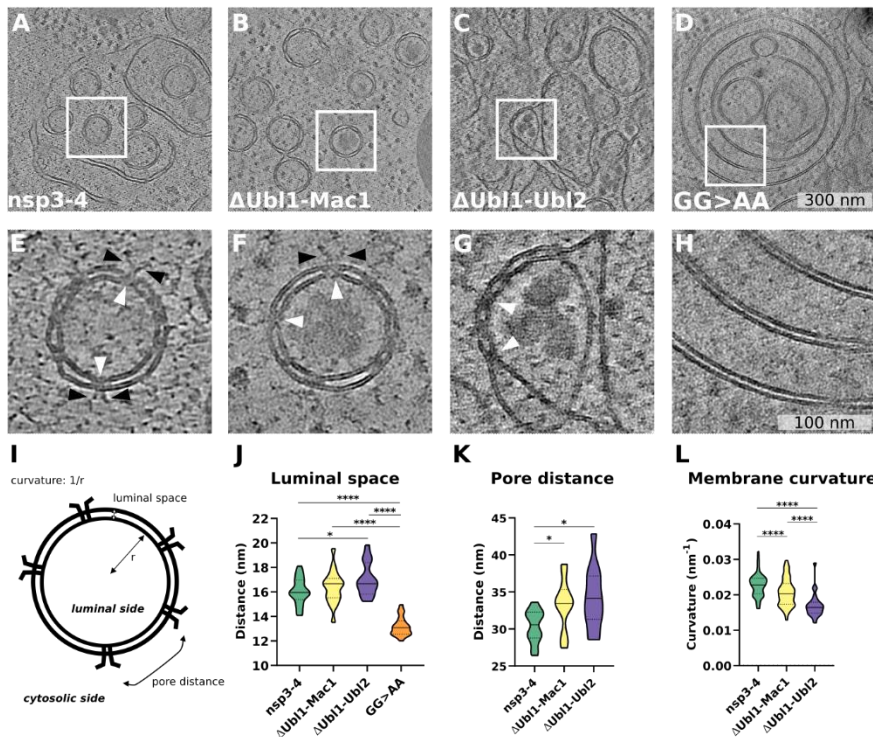 A
B
C
D
nsp3-4
ΔUbl1-Mac1
ΔUbl1-Ubl2
GG>AA
300 nm
E
F
G
H
100 nm
I
curvature: 1/r
luminal space
r
luminal side
pore distance
cytosolic side
J
Luminal space
****
****
****
*
Distance (nm)
22
20
18
16
14
12
10
nsp3-4
ΔUbl1-Mac1
ΔUbl1-Ubl2
GG>AA
K
Pore distance
*
*
Distance (nm)
45
40
35
30
25
nsp3-4
ΔUbl1-Mac1
ΔUbl1-Ubl2
L
Membrane curvature
****
****
****
Curvature (nm⁻¹)
0.04
0.03
0.02
0.01
0.00
nsp3-4
ΔUbl1-Mac1
ΔUbl1-Ubl2